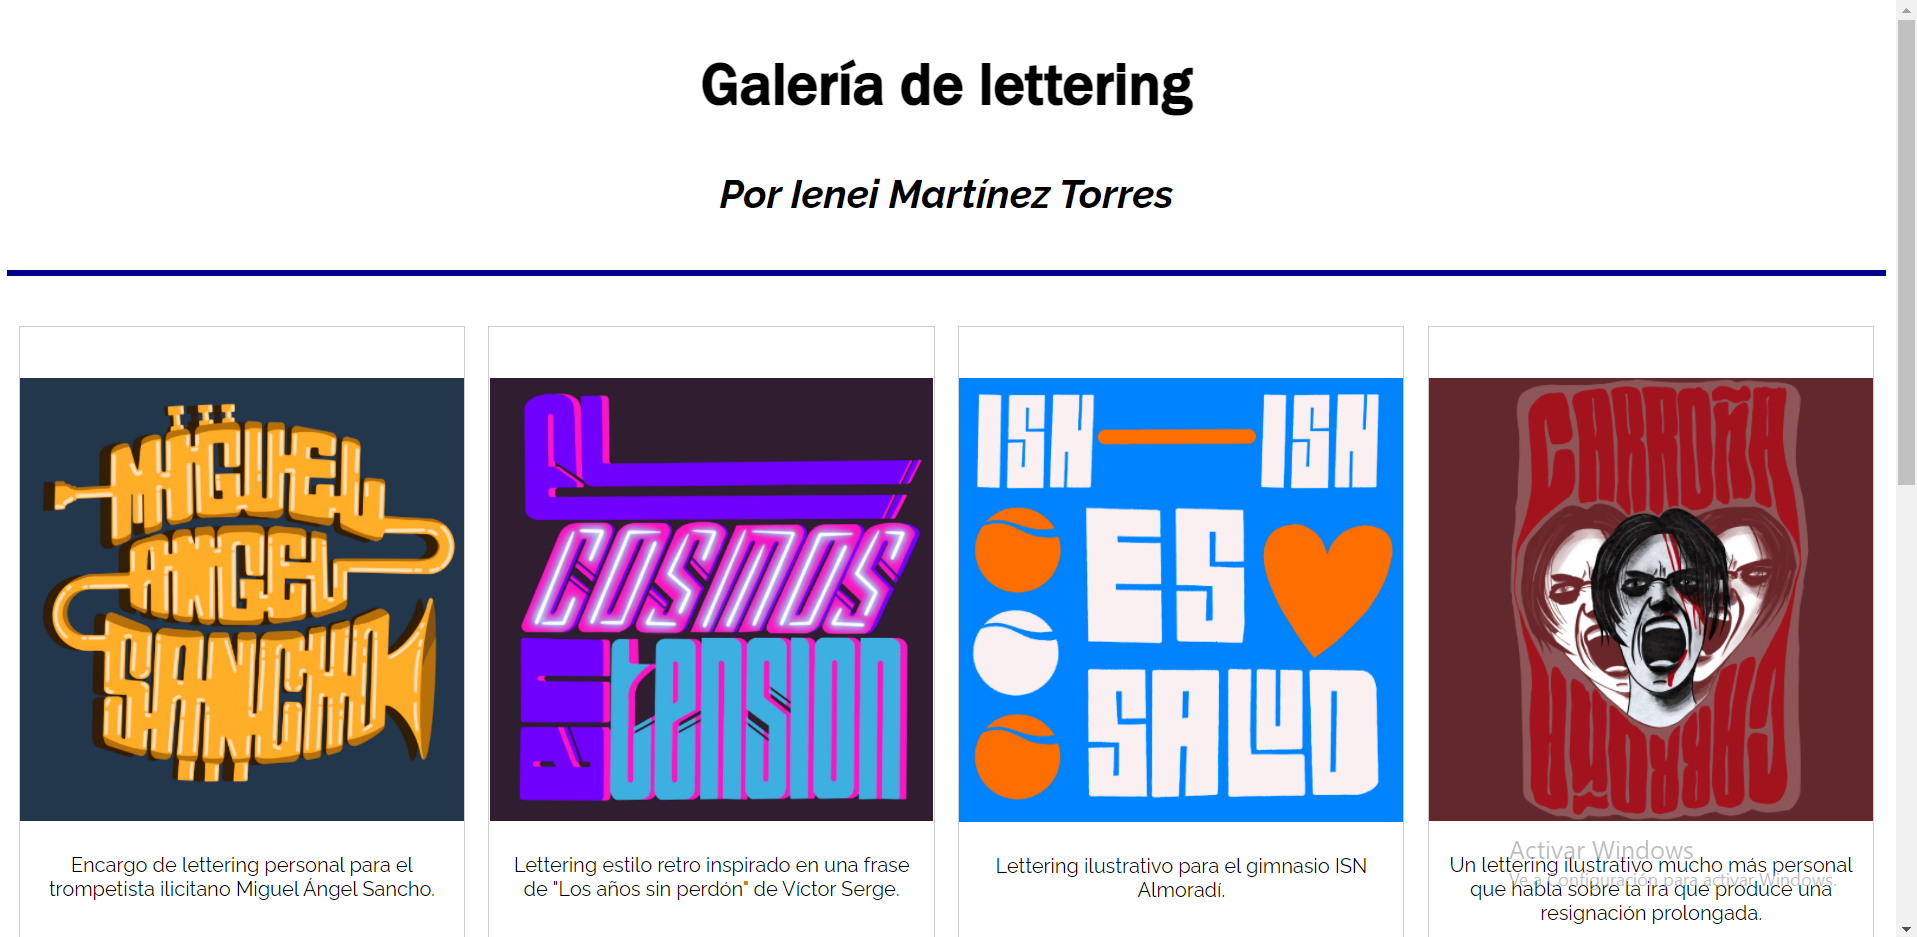 Galería de lettering
Por Ienei Martínez Torres
MIGUEL
ANGEL
SANCHO
El
COSMOS
EN
tension
ISN ISN
ES
SALUD
CARROÑA
CARROÑA
Encargo de lettering personal para el
trompetista ilicitano Miguel Ángel Sancho.
Lettering estilo retro inspirado en una frase
de "Los años sin perdón" de Víctor Serge.
Lettering ilustrativo para el gimnasio ISN
Almoradí.
Un lettering ilustrativo mucho más personal
que habla sobre la ira que produce una
resignación prolongada.
Activar Windows
Ve a Configuración para activar Windows.